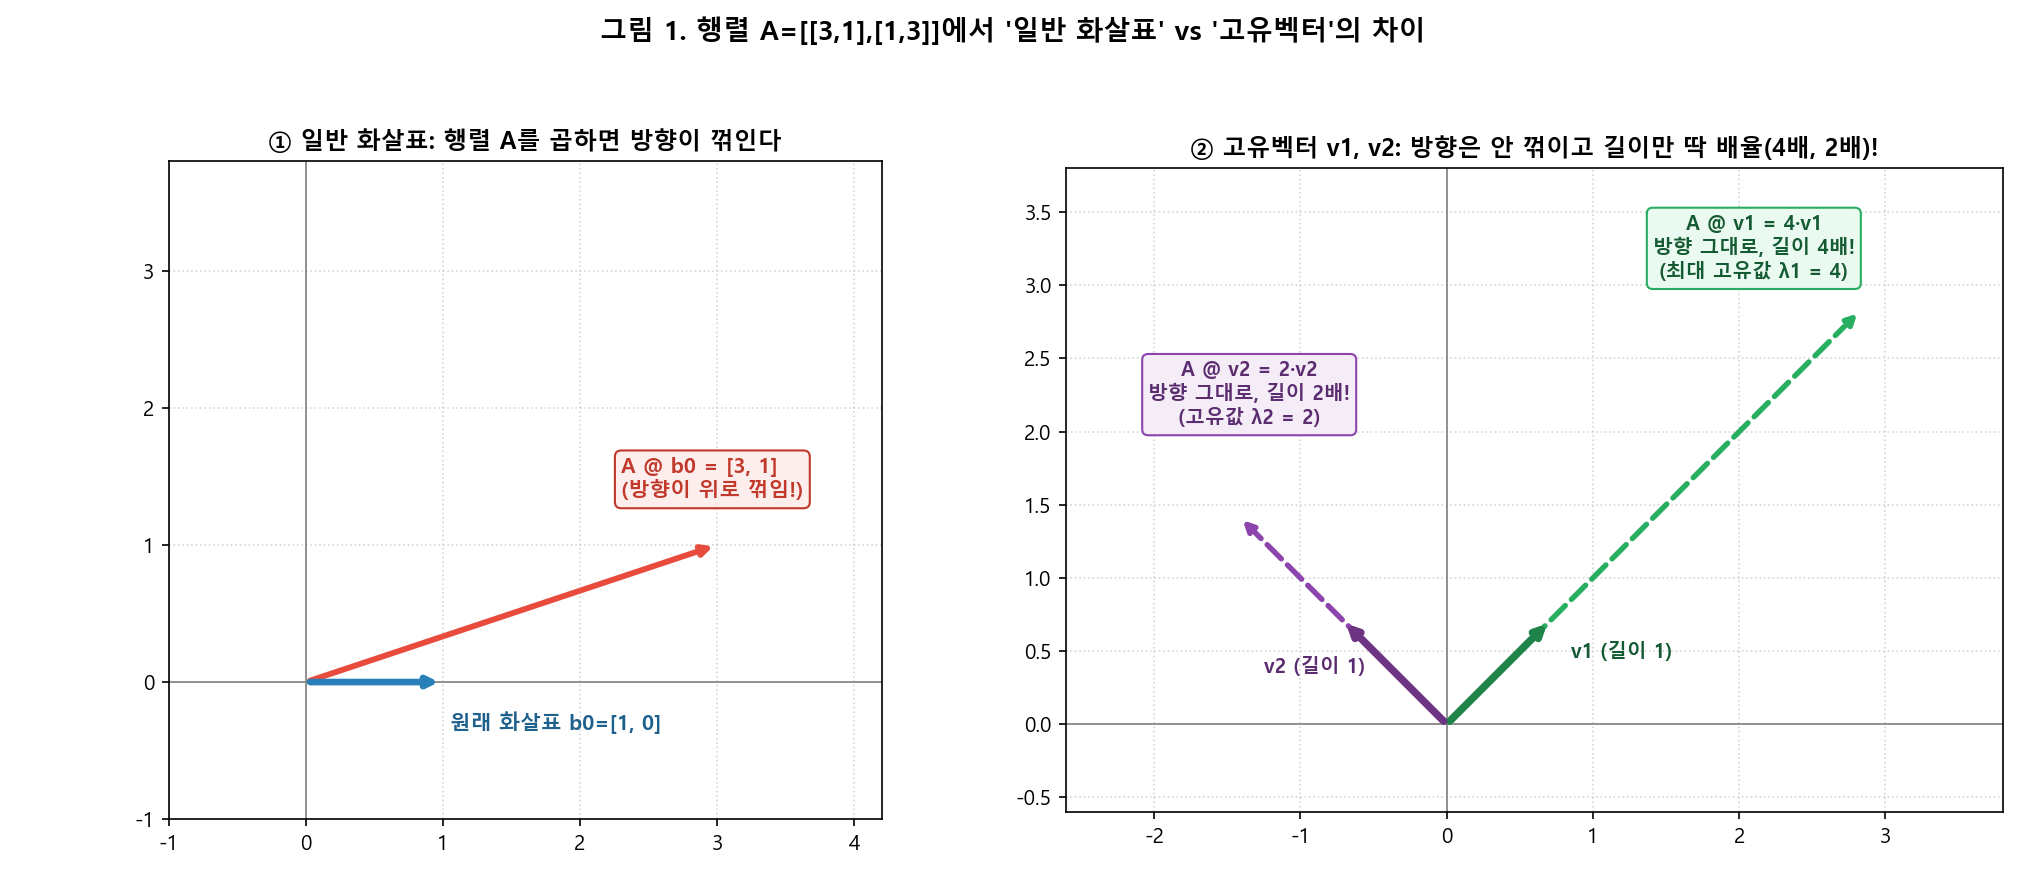 그림 1. 행렬 A=[[3,1],[1,3]]에서 '일반 화살표' vs '고유벡터'의 차이
① 일반 화살표: 행렬 A를 곱하면 방향이 꺾인다
3
2
1
0
-1
-1 0 1 2 3 4
A @ b0 = [3, 1]
(방향이 위로 꺾임!)
원래 화살표 b0=[1, 0]
② 고유벡터 v1, v2: 방향은 안 꺾이고 길이만 딱 배율(4배, 2배)!
3.5
3.0
2.5
2.0
1.5
1.0
0.5
0.0
-0.5
-2 -1 0 1 2 3
A @ v1 = 4·v1
방향 그대로, 길이 4배!
(최대 고유값 λ1 = 4)
A @ v2 = 2·v2
방향 그대로, 길이 2배!
(고유값 λ2 = 2)
v2 (길이 1)
v1 (길이 1)